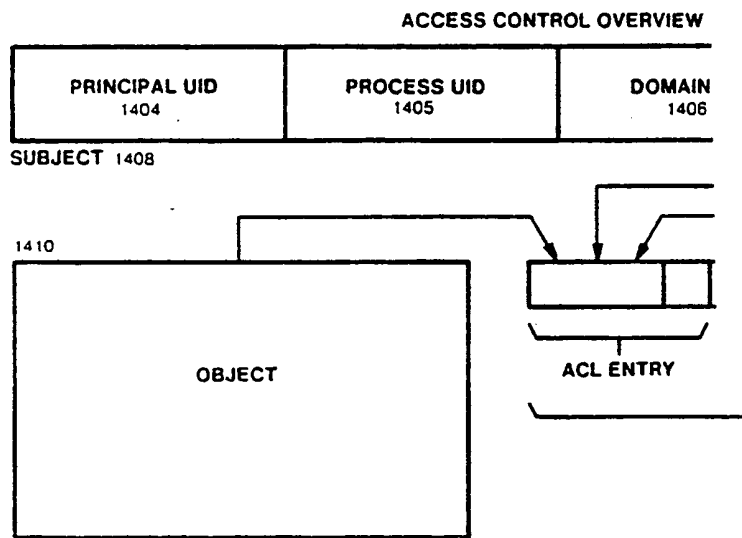 ACCESS CONTROL OVERVIEW
PRINCIPAL UID PROCESS UID DOMAIN
1404 1405 1406
SUBJECT 1408
1410
OBJECT
ACL ENTRY